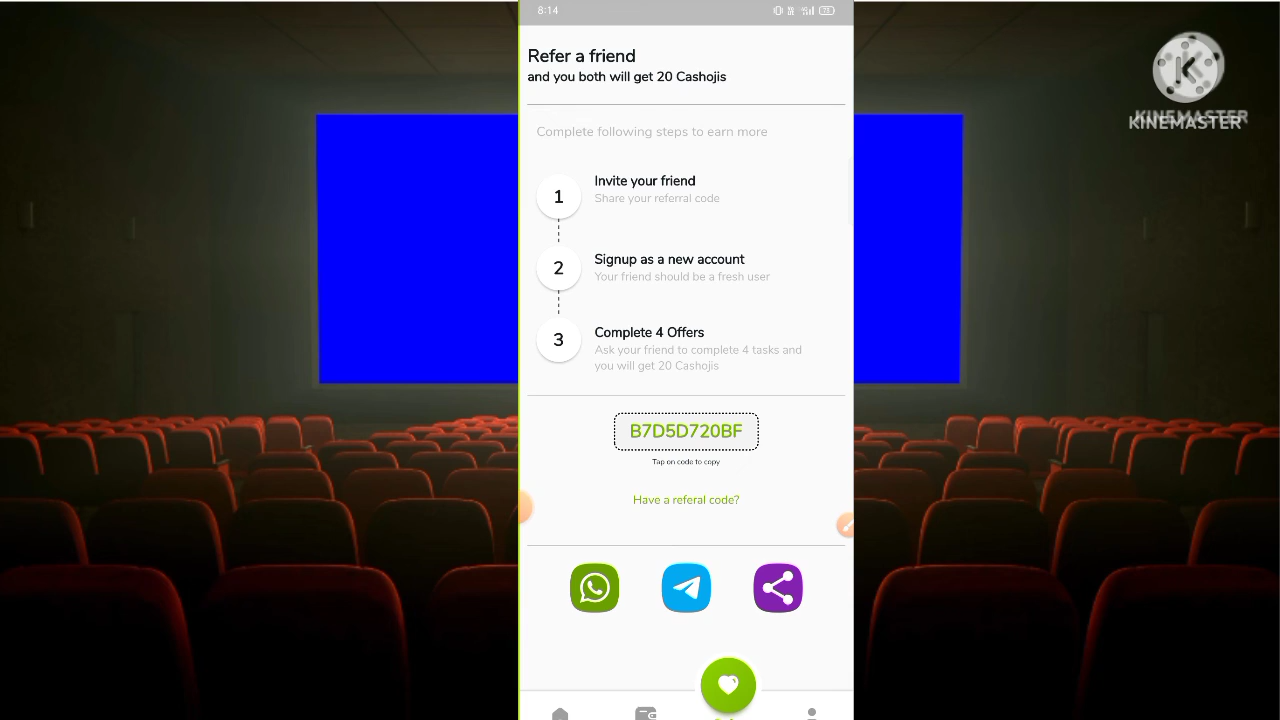 8:14
73
KINEMASTER
KINEMASTER
Refer a friend
and you both will get 20 Cashojis
Complete following steps to earn more
1
Invite your friend
Share your referral code
2
Signup as a new account
Your friend should be a fresh user
3
Complete 4 Offers
Ask your friend to complete 4 tasks and
you will get 20 Cashojis
B7D5D720BF
Tap on code to copy
Have a referal code?